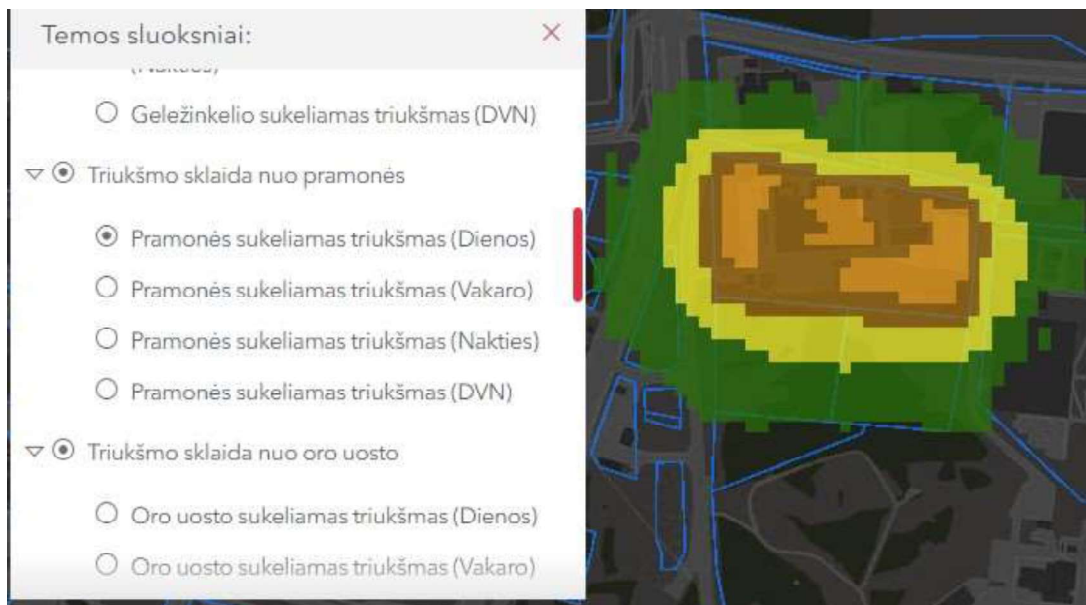 Temos sluoksniai:
Geležinkelio sukeliamas triukšmas (DVN)
Triukšmo sklaida nuo pramonės
Pramonės sukeliamas triukšmas (Dienos)
Pramonės sukeliamas triukšmas (Vakaro)
Pramonės sukeliamas triukšmas (Nakties)
Pramonės sukeliamas triukšmas (DVN)
Triukšmo sklaida nuo oro uosto
Oro uosto sukeliamas triukšmas (Dienos)
Oro uosto sukeliamas triukšmas (Vakaro)